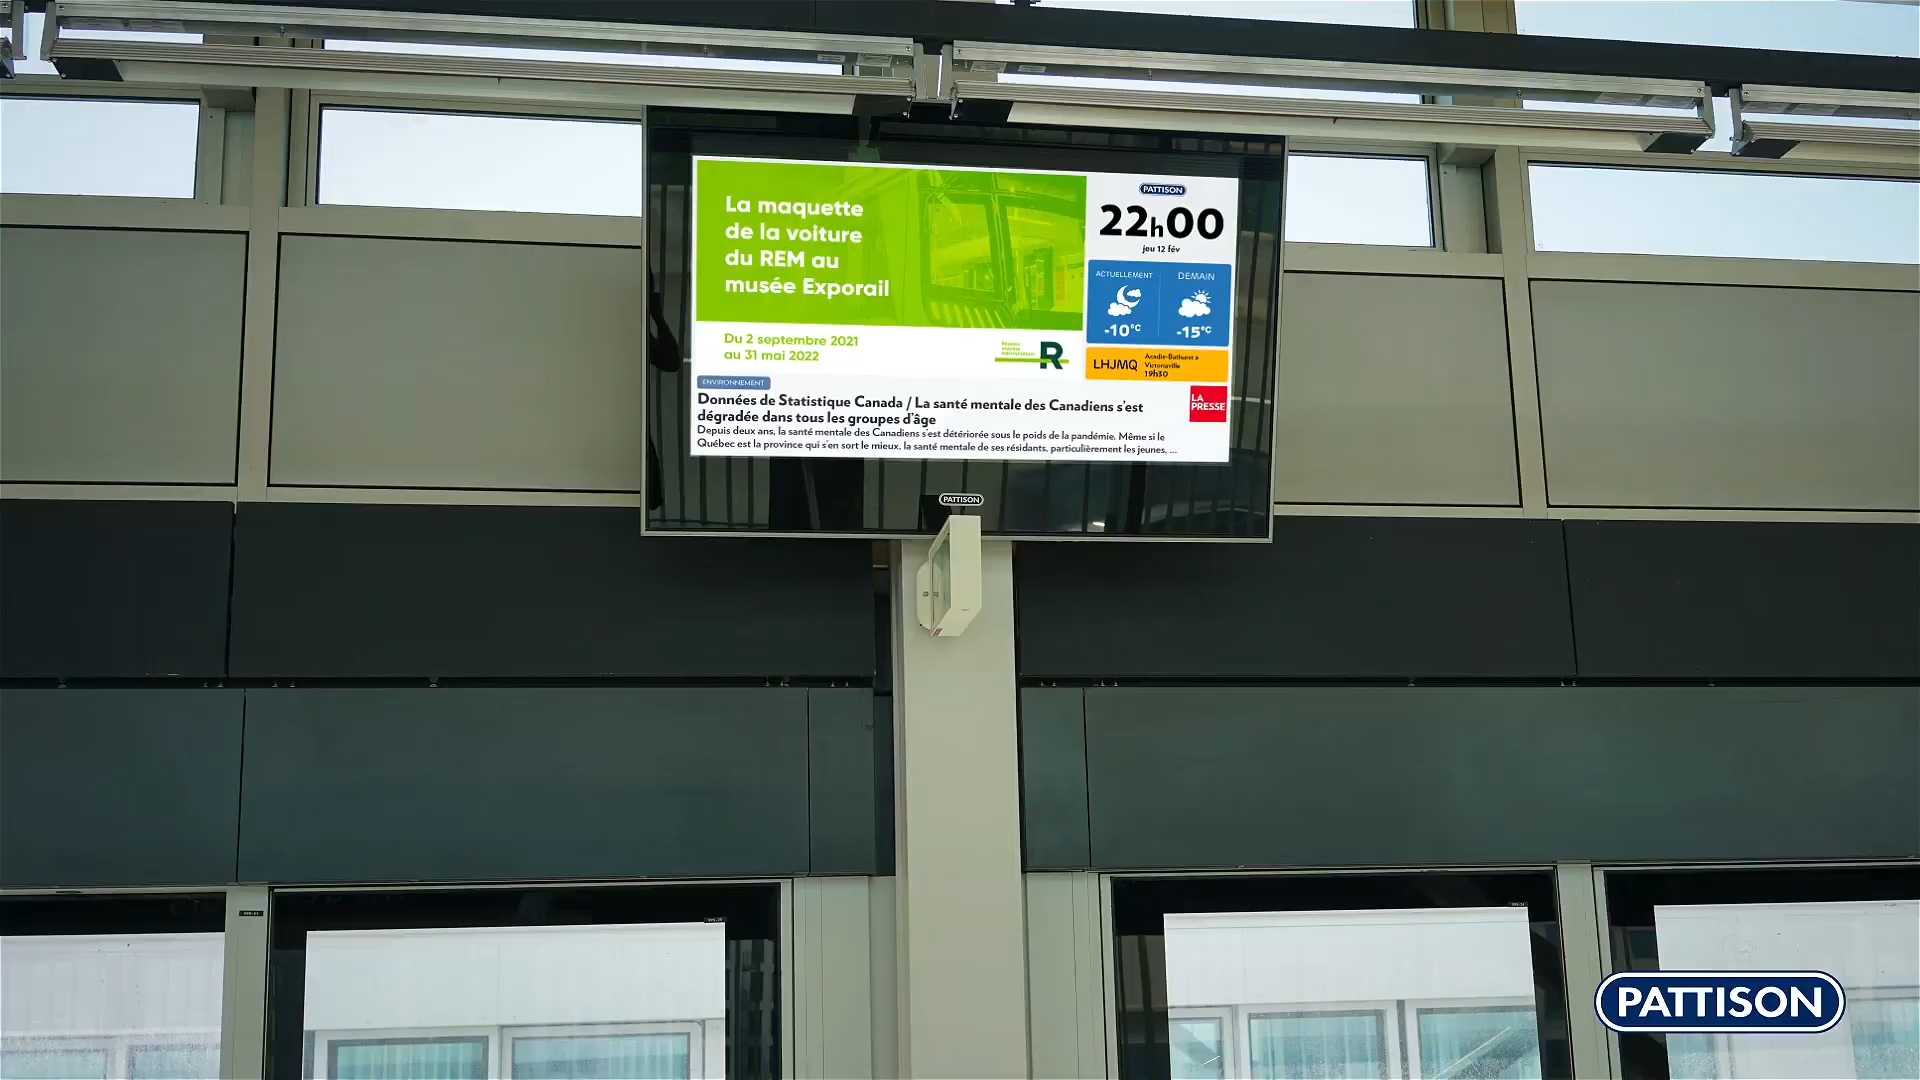 La maquette
de la voiture
du REM au
musée Exporail
Du 2 septembre 2021
au 31 mai 2022
R
PATTISON
22h00
jeu 12 fév
ACTUELLEMENT
-10°C
DEMAIN
-15°C
LHJMQ
Acadie-Bathurst à
Victoriaville
19h30
ENVIRONNEMENT
Données de Statistique Canada / La santé mentale des Canadiens s'est
dégradée dans tous les groupes d'âge
Depuis deux ans, la santé mentale des Canadiens s'est détériorée sous le poids de la pandémie. Même si le
Québec est la province qui s'en sort le mieux, la santé mentale de ses résidants, particulièrement les jeunes, ...
LA
PRESSE
PATTISON
PATTISON